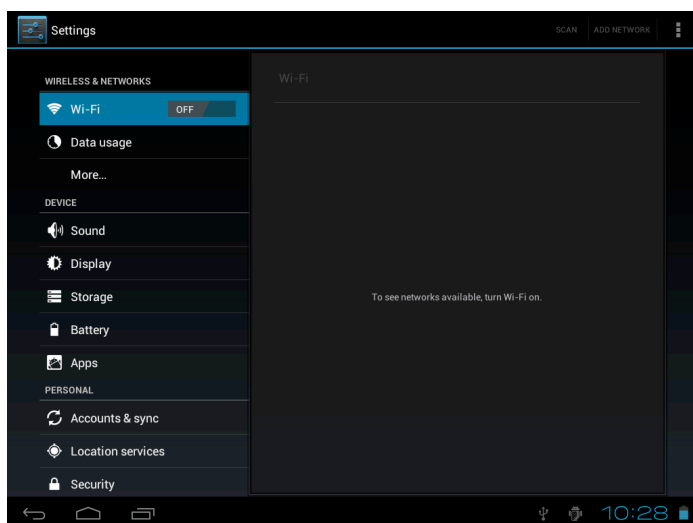 Settings
SCAN
ADD NETWORK
WIRELESS & NETWORKS
Wi-Fi
OFF
Data usage
More...
DEVICE
Sound
Display
Storage
Battery
Apps
PERSONAL
Accounts & sync
Location services
Security
Wi-Fi
To see networks available, turn Wi-Fi on.
10:28